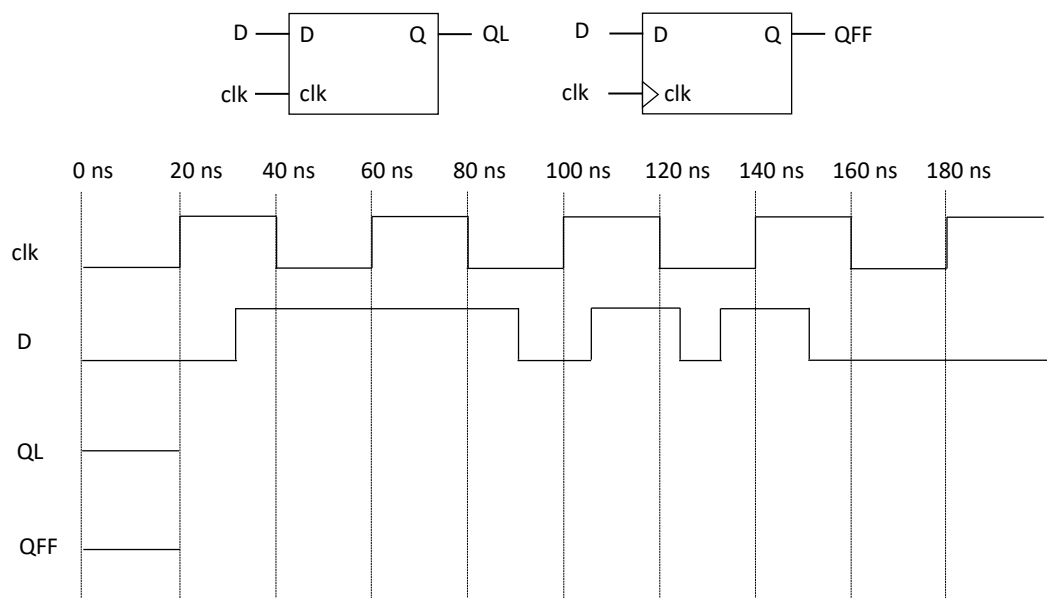 D D Q QL D D Q QFF
clk clk clk clk
0 ns 20 ns 40 ns 60 ns 80 ns 100 ns 120 ns 140 ns 160 ns 180 ns
clk
D
QL
QFF